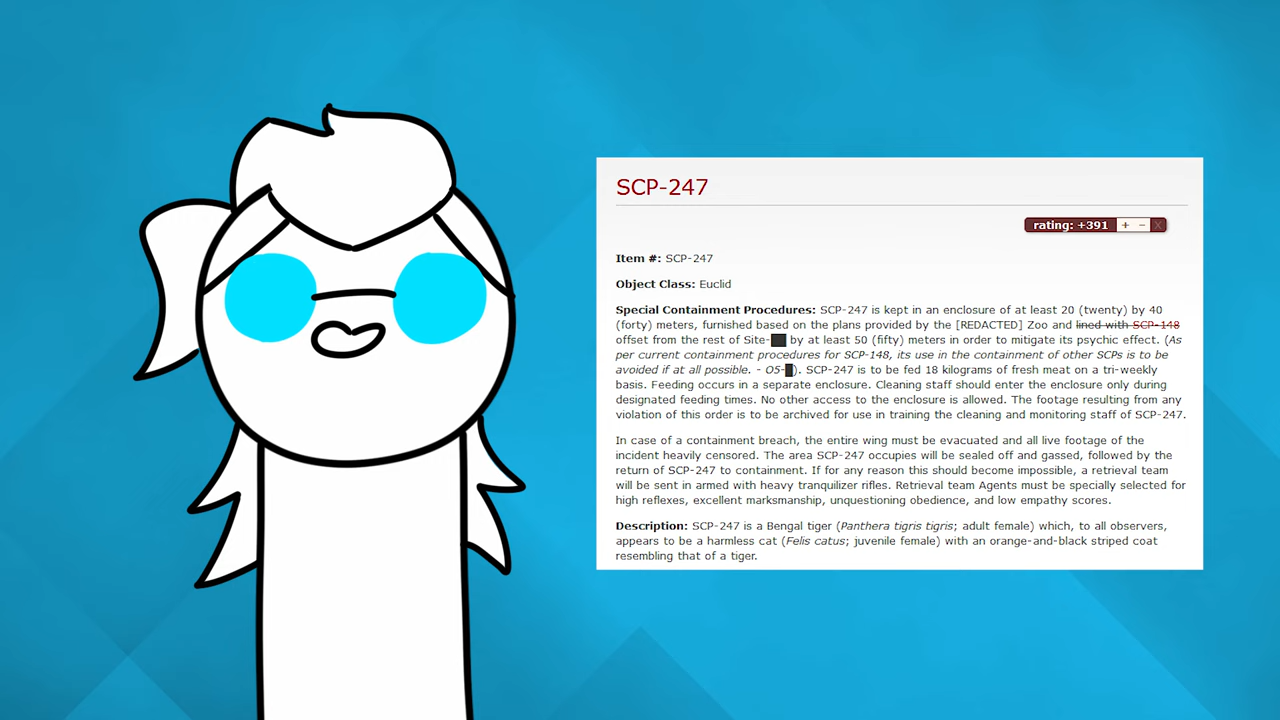 SCP-247
rating: +391 + − X
Item #: SCP-247
Object Class: Euclid
Special Containment Procedures: SCP-247 is kept in an enclosure of at least 20 (twenty) by 40
(forty) meters, furnished based on the plans provided by the [REDACTED] Zoo and lined with SCP-148
offset from the rest of Site-██ by at least 50 (fifty) meters in order to mitigate its psychic effect. (As
per current containment procedures for SCP-148, its use in the containment of other SCPs is to be
avoided if at all possible. - O5-█). SCP-247 is to be fed 18 kilograms of fresh meat on a tri-weekly
basis. Feeding occurs in a separate enclosure. Cleaning staff should enter the enclosure only during
designated feeding times. No other access to the enclosure is allowed. The footage resulting from any
violation of this order is to be archived for use in training the cleaning and monitoring staff of SCP-247.
In case of a containment breach, the entire wing must be evacuated and all live footage of the
incident heavily censored. The area SCP-247 occupies will be sealed off and gassed, followed by the
return of SCP-247 to containment. If for any reason this should become impossible, a retrieval team
will be sent in armed with heavy tranquilizer rifles. Retrieval team Agents must be specially selected for
high reflexes, excellent marksmanship, unquestioning obedience, and low empathy scores.
Description: SCP-247 is a Bengal tiger (Panthera tigris tigris; adult female) which, to all observers,
appears to be a harmless cat (Felis catus; juvenile female) with an orange-and-black striped coat
resembling that of a tiger.